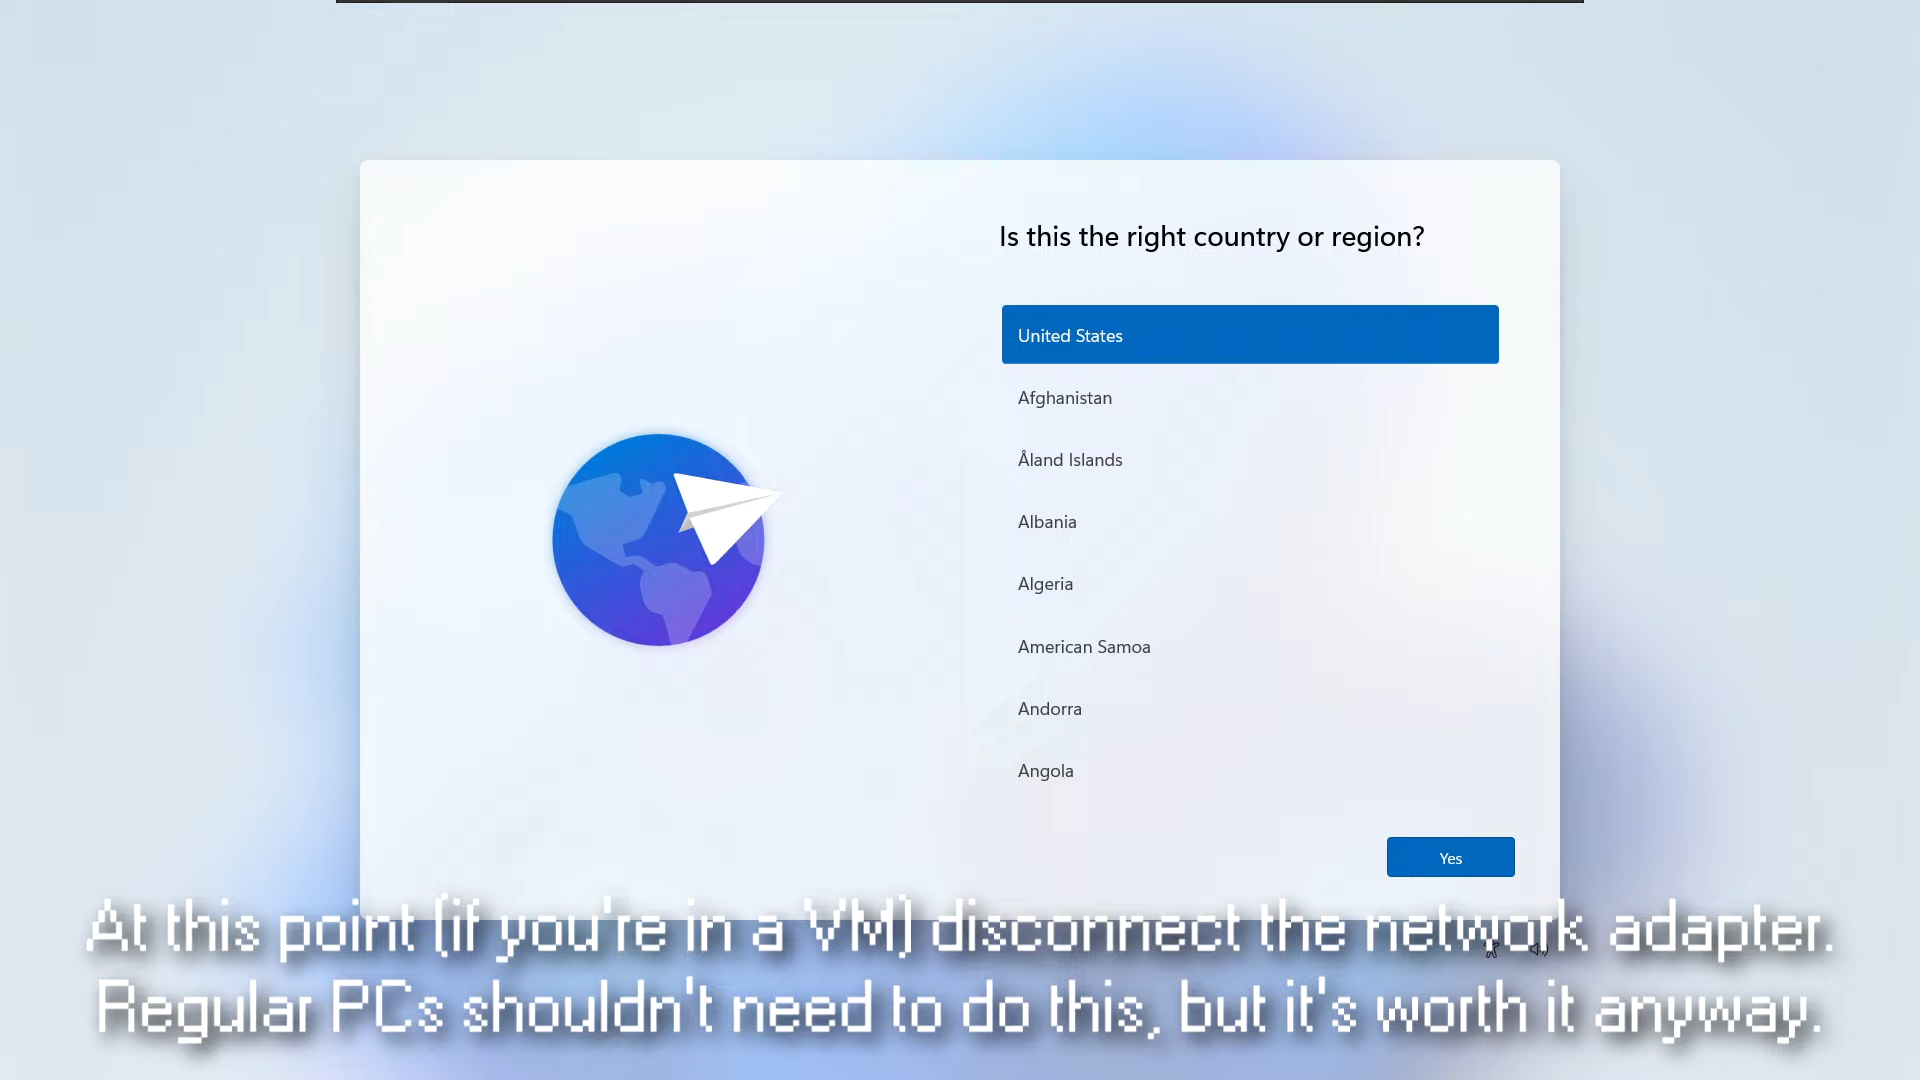 Is this the right country or region?
United States
Afghanistan
Åland Islands
Albania
Algeria
American Samoa
Andorra
Angola
Yes
At this point (if you're in a VM) disconnect the network adapter.
Regular PCs shouldn't need to do this, but it's worth it anyway.